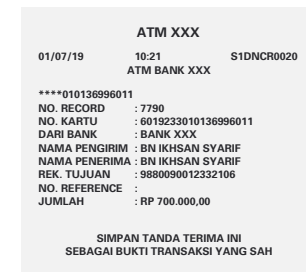 ATM XXX
01/07/19 10:21 S1DNCR0020
ATM BANK XXX
****010136996011
NO. RECORD : 7790
NO. KARTU : 6019233010136996011
DARI BANK : BANK XXX
NAMA PENGIRIM : BN IKHSAN SYARIF
NAMA PENERIMA : BN IKHSAN SYARIF
REK. TUJUAN : 9880090012332106
NO. REFERENCE :
JUMLAH : RP 700.000,00
SIMPAN TANDA TERIMA INI
SEBAGAI BUKTI TRANSAKSI YANG SAH